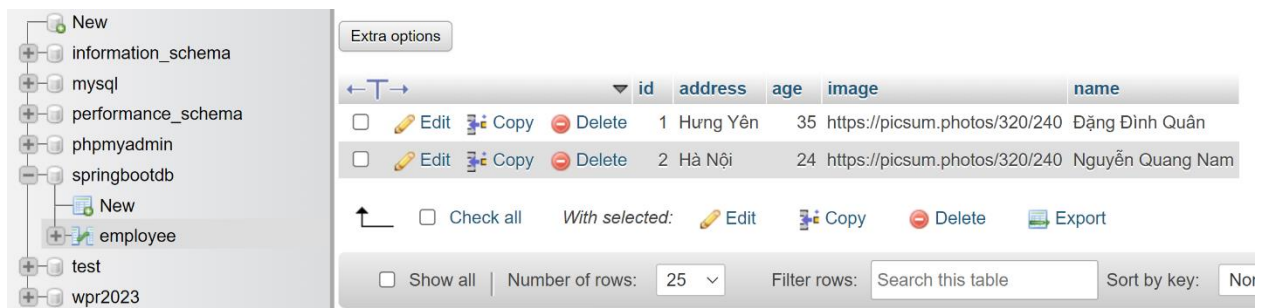 New
information_schema
mysql
performance_schema
phpmyadmin
springbootdb
New
employee
test
wpr2023
Extra options
id address age image name
Edit Copy Delete 1 Hưng Yên 35 https://picsum.photos/320/240 Đặng Đình Quân
Edit Copy Delete 2 Hà Nội 24 https://picsum.photos/320/240 Nguyễn Quang Nam
Check all With selected: Edit Copy Delete Export
Show all Number of rows: 25 Filter rows: Search this table Sort by key: Nor